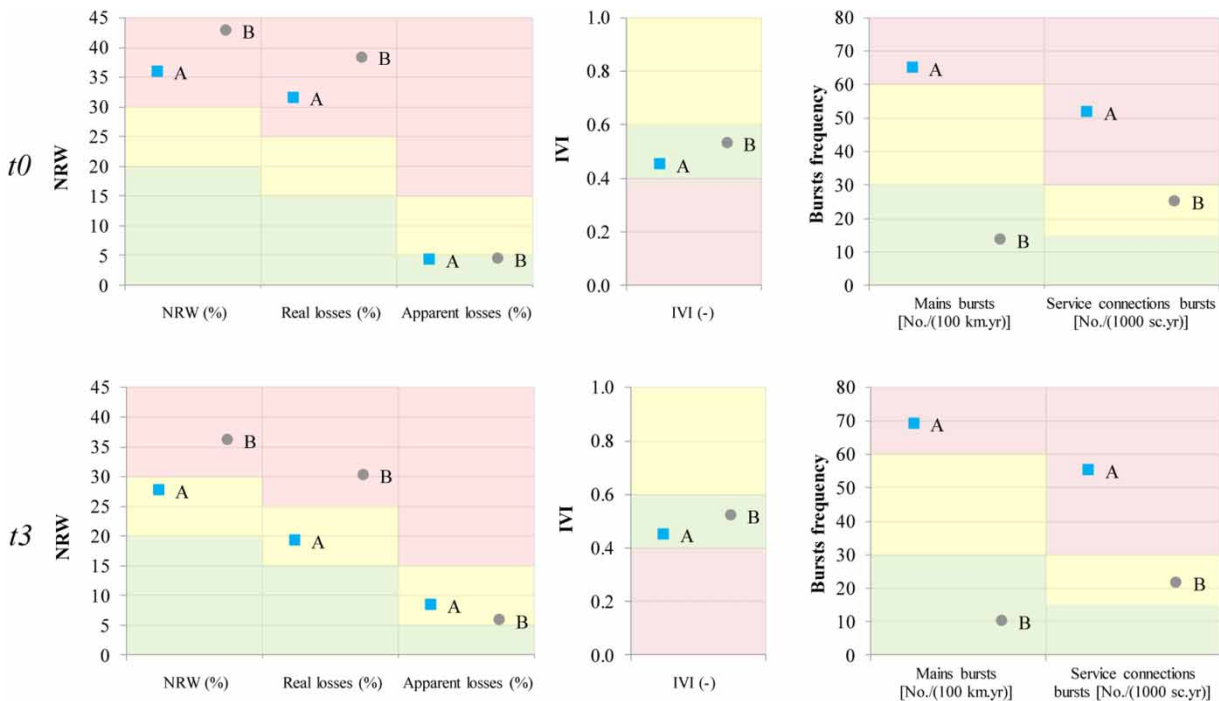 t0
NRW
45
40
35
30
25
20
15
10
5
0
A
B
A
B
A
B
NRW (%)
Real losses (%)
Apparent losses (%)
IVI
1.0
0.8
0.6
0.4
0.2
0.0
A
B
IVI (-)
Bursts frequency
80
70
60
50
40
30
20
10
0
A
B
A
B
Mains bursts
[No./(100 km.yr)]
Service connections bursts
[No./(1000 sc.yr)]
t3
NRW
45
40
35
30
25
20
15
10
5
0
A
B
A
B
A
B
NRW (%)
Real losses (%)
Apparent losses (%)
IVI
1.0
0.8
0.6
0.4
0.2
0.0
A
B
IVI (-)
Bursts frequency
80
70
60
50
40
30
20
10
0
A
B
A
B
Mains bursts
[No./(100 km.yr)]
Service connections
bursts [No./(1000 sc.yr)]